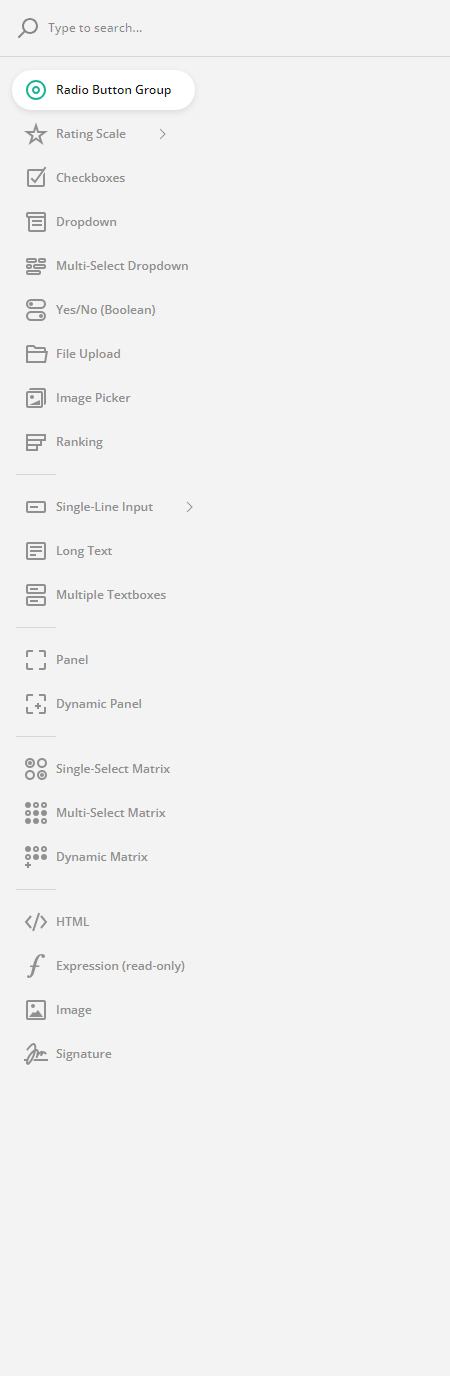 Type to search...
Radio Button Group
Rating Scale
Checkboxes
Dropdown
Multi-Select Dropdown
Yes/No (Boolean)
File Upload
Image Picker
Ranking
Single-Line Input
Long Text
Multiple Textboxes
Panel
Dynamic Panel
Single-Select Matrix
Multi-Select Matrix
Dynamic Matrix
HTML
Expression (read-only)
Image
Signature